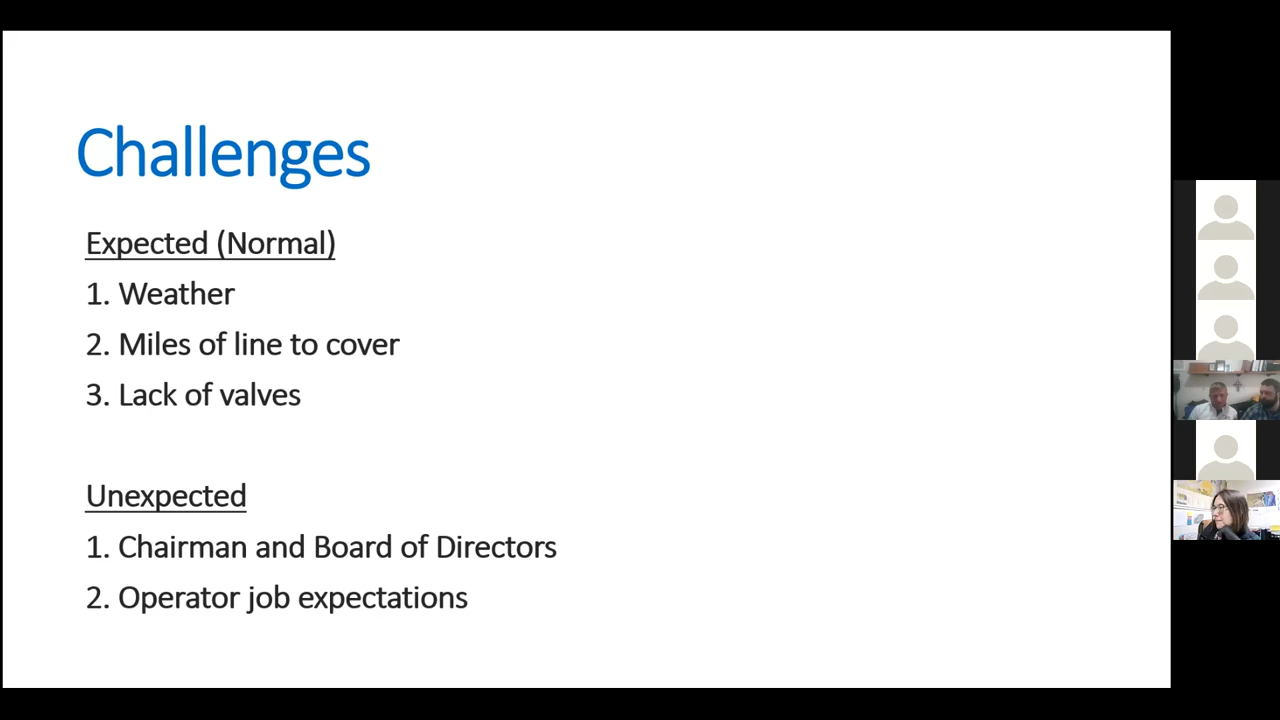 Challenges
Expected (Normal)
1. Weather
2. Miles of line to cover
3. Lack of valves
Unexpected
1. Chairman and Board of Directors
2. Operator job expectations